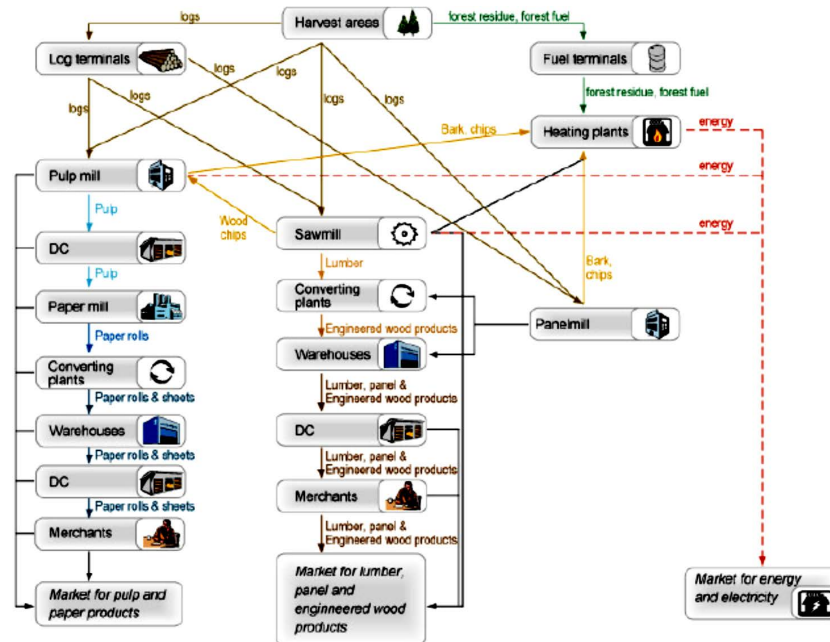 logs
Harvest areas
forest residue, forest fuel
Log terminals
Fuel terminals
logs
logs
logs
logs
logs
logs
forest residue, forest fuel
Bark, chips
Heating plants
energy
Pulp mill
energy
Pulp
Wood
chips
Sawmill
energy
DC
Lumber
Bark,
chips
Pulp
Converting
plants
Paper mill
Engineered wood products
Panelmill
Paper rolls
Warehouses
Converting
plants
Lumber, panel &
Engineered wood products
Paper rolls & sheets
Warehouses
DC
Paper rolls & sheets
Lumber, panel &
Engineered wood products
DC
Merchants
Paper rolls & sheets
Merchants
Lumber, panel &
Engineered wood products
Market for pulp and
paper products
Market for lumber,
panel and
enginneered wood
products
Market for energy
and electricity